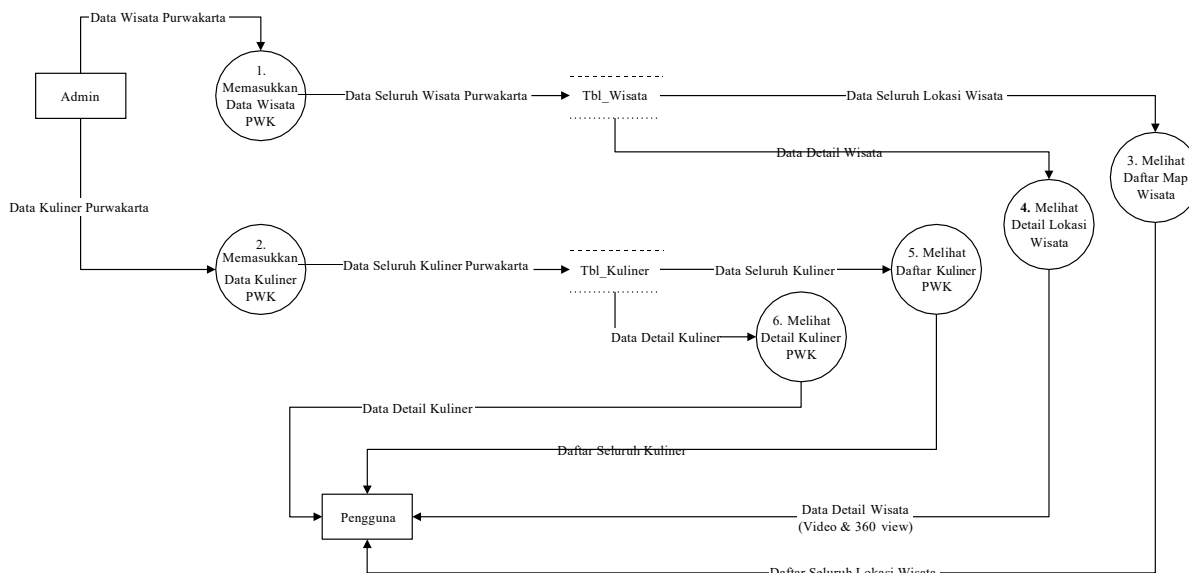 Data Wisata Purwakarta
Admin
1.
Memasukkan
Data Wisata
PWK
Data Seluruh Wisata Purwakarta
Tbl_Wisata
Data Seluruh Lokasi Wisata
Data Detail Wisata
3. Melihat
Daftar Map
Wisata
4. Melihat
Detail Lokasi
Wisata
Data Kuliner Purwakarta
2.
Memasukkan
Data Kuliner
PWK
Data Seluruh Kuliner Purwakarta
Tbl_Kuliner
Data Seluruh Kuliner
5. Melihat
Daftar Kuliner
PWK
Data Detail Kuliner
6. Melihat
Detail Kuliner
PWK
Data Detail Kuliner
Daftar Seluruh Kuliner
Pengguna
Data Detail Wisata
(Video & 360 view)
Daftar Seluruh Lokasi Wisata